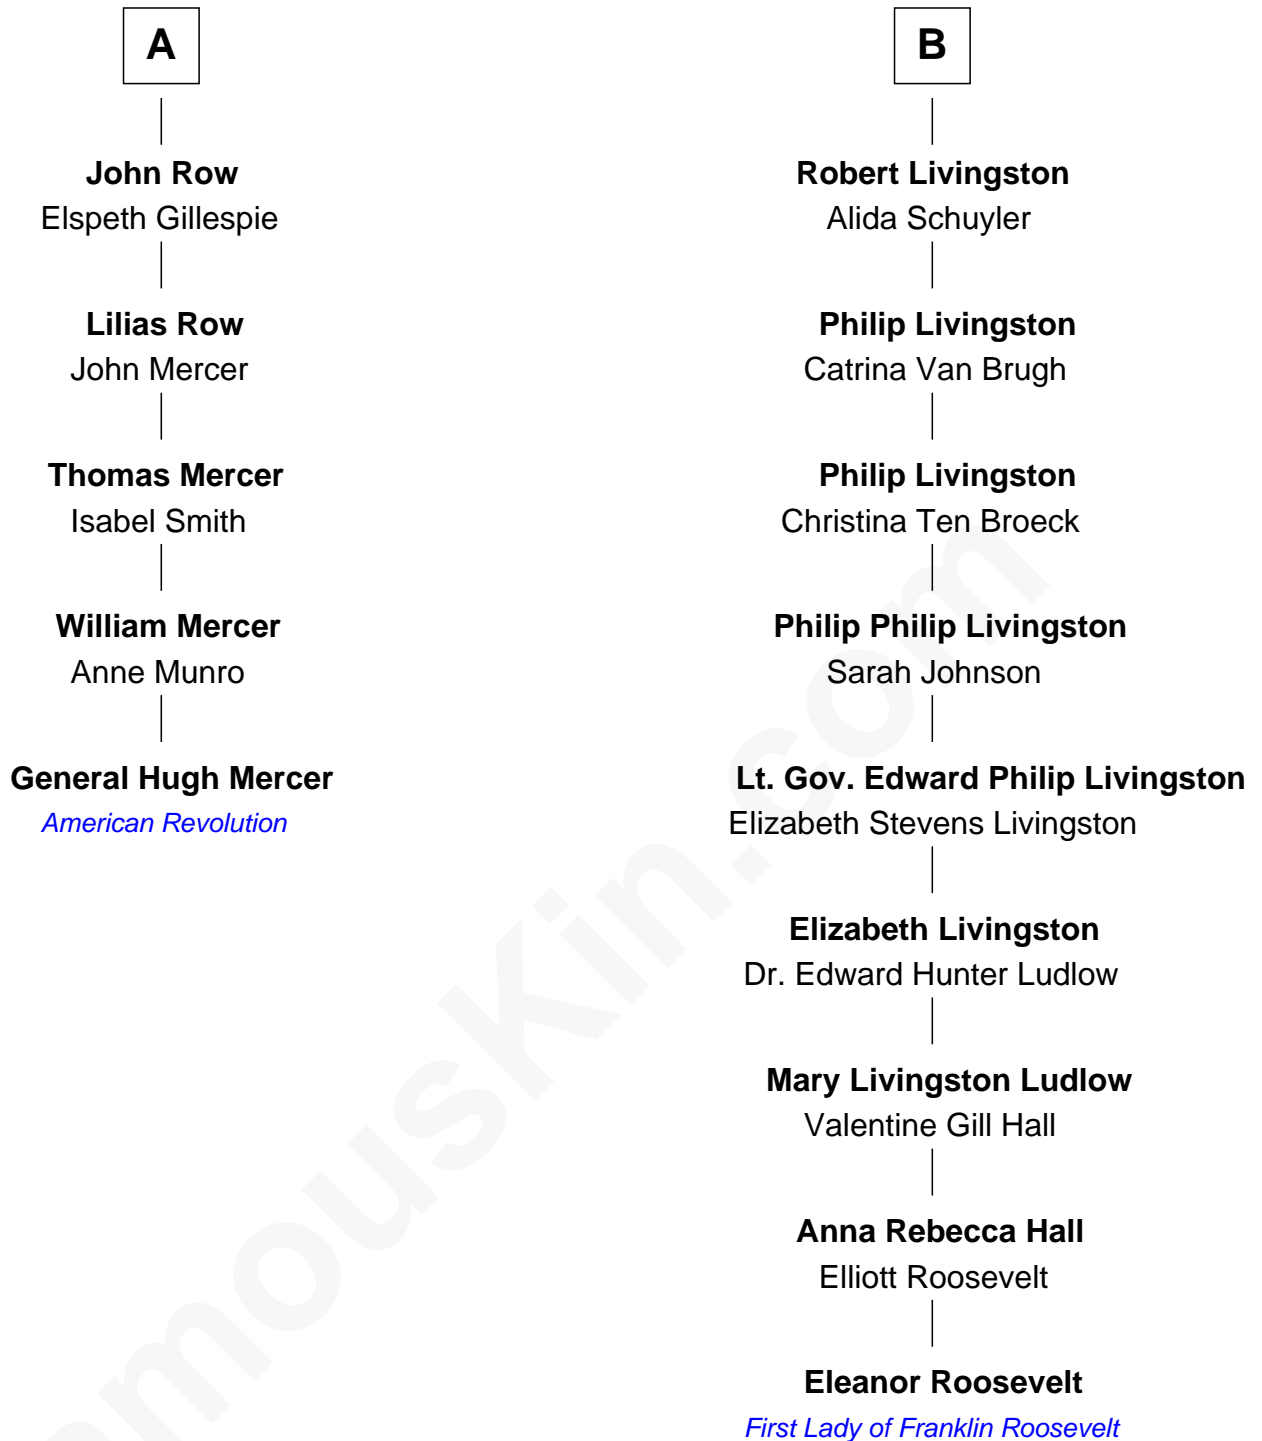 A
John Row
Elspeth Gillespie
Lilias Row
John Mercer
Thomas Mercer
Isabel Smith
William Mercer
Anne Munro
General Hugh Mercer
American Revolution
B
Robert Livingston
Alida Schuyler
Philip Livingston
Catrina Van Brugh
Philip Livingston
Christina Ten Broeck
Philip Philip Livingston
Sarah Johnson
Lt. Gov. Edward Philip Livingston
Elizabeth Stevens Livingston
Elizabeth Livingston
Dr. Edward Hunter Ludlow
Mary Livingston Ludlow
Valentine Gill Hall
Anna Rebecca Hall
Elliott Roosevelt
Eleanor Roosevelt
First Lady of Franklin Roosevelt
mouskin.com